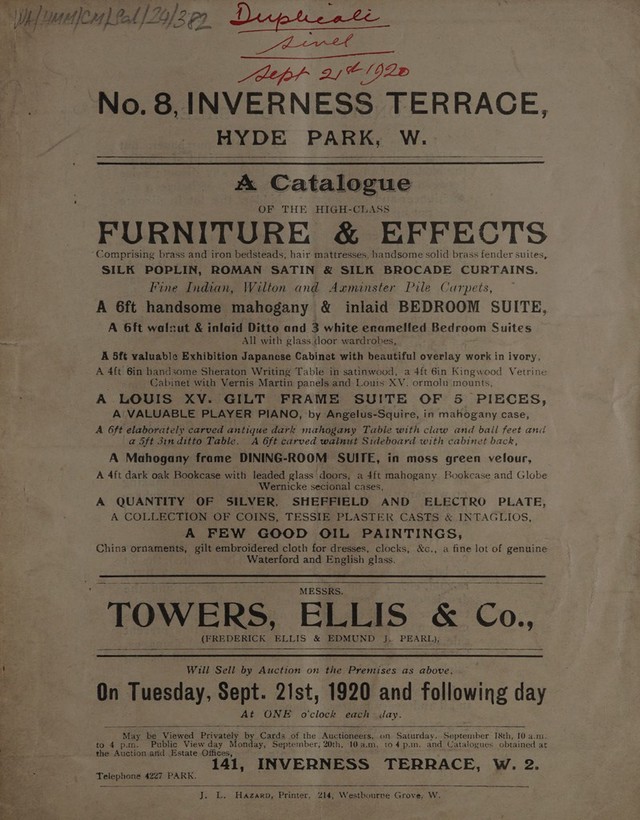 WA/HMM/CM/Sal/24/382
Duplicali
sinel
Sept 21st 1920
No. 8, INVERNESS TERRACE,
HYDE PARK, W.
A Catalogue
OF THE HIGH-CLASS
FURNITURE & EFFECTS
Comprising brass and iron bedsteads, hair mattresses, handsome solid brass fender suites,
SILK POPLIN, ROMAN SATIN & SILK BROCADE CURTAINS.
Fine Indian, Wilton and Axminster Pile Carpets,
A 6ft handsome mahogany & inlaid BEDROOM SUITE,
A 6ft walnut & inlaid Ditto and 3 white enamelled Bedroom Suites
All with glass door wardrobes,
A 5ft valuable Exhibition Japanese Cabinet with beautiful overlay work in ivory,
A 4ft 6in handsome Sheraton Writing Table in satinwood, a 4ft 6in Kingwood Vetrine
Cabinet with Vernis Martin panels and Louis XV. ormolu mounts,
A LOUIS XV. GILT FRAME SUITE OF 5 PIECES,
A VALUABLE PLAYER PIANO, by Angelus-Squire, in mahogany case,
A 6ft elaborately carved antique dark mahogany Table with claw and ball feet and
a 5ft 3in ditto Table. A 6ft carved walnut Sideboard with cabinet back,
A Mahogany frame DINING-ROOM SUITE, in moss green velour,
A 4ft dark oak Bookcase with leaded glass doors, a 4ft mahogany Bookcase and Globe
Wernicke secional cases,
A QUANTITY OF SILVER, SHEFFIELD AND ELECTRO PLATE,
A COLLECTION OF COINS, TESSIE PLASTER CASTS & INTAGLIOS,
A FEW GOOD OIL PAINTINGS,
China ornaments, gilt embroidered cloth for dresses, clocks, &c., a fine lot of genuine
Waterford and English glass.
MESSRS.
TOWERS, ELLIS & Co.,
(FREDERICK ELLIS & EDMUND J. PEARL),
Will Sell by Auction on the Premises as above,
On Tuesday, Sept. 21st, 1920 and following day
At ONE o'clock each day.
May be Viewed Privately by Cards of the Auctioneers, on Saturday, September 18th, 10 a.m.
to 4 p.m. Public View day Monday, September, 20th, 10 a.m. to 4 p.m. and Catalogues obtained at
the Auction and Estate Offices,
141, INVERNESS TERRACE, W. 2.
Telephone 4227 PARK.
J. L. HAZARD, Printer, 214, Westbourne Grove, W.